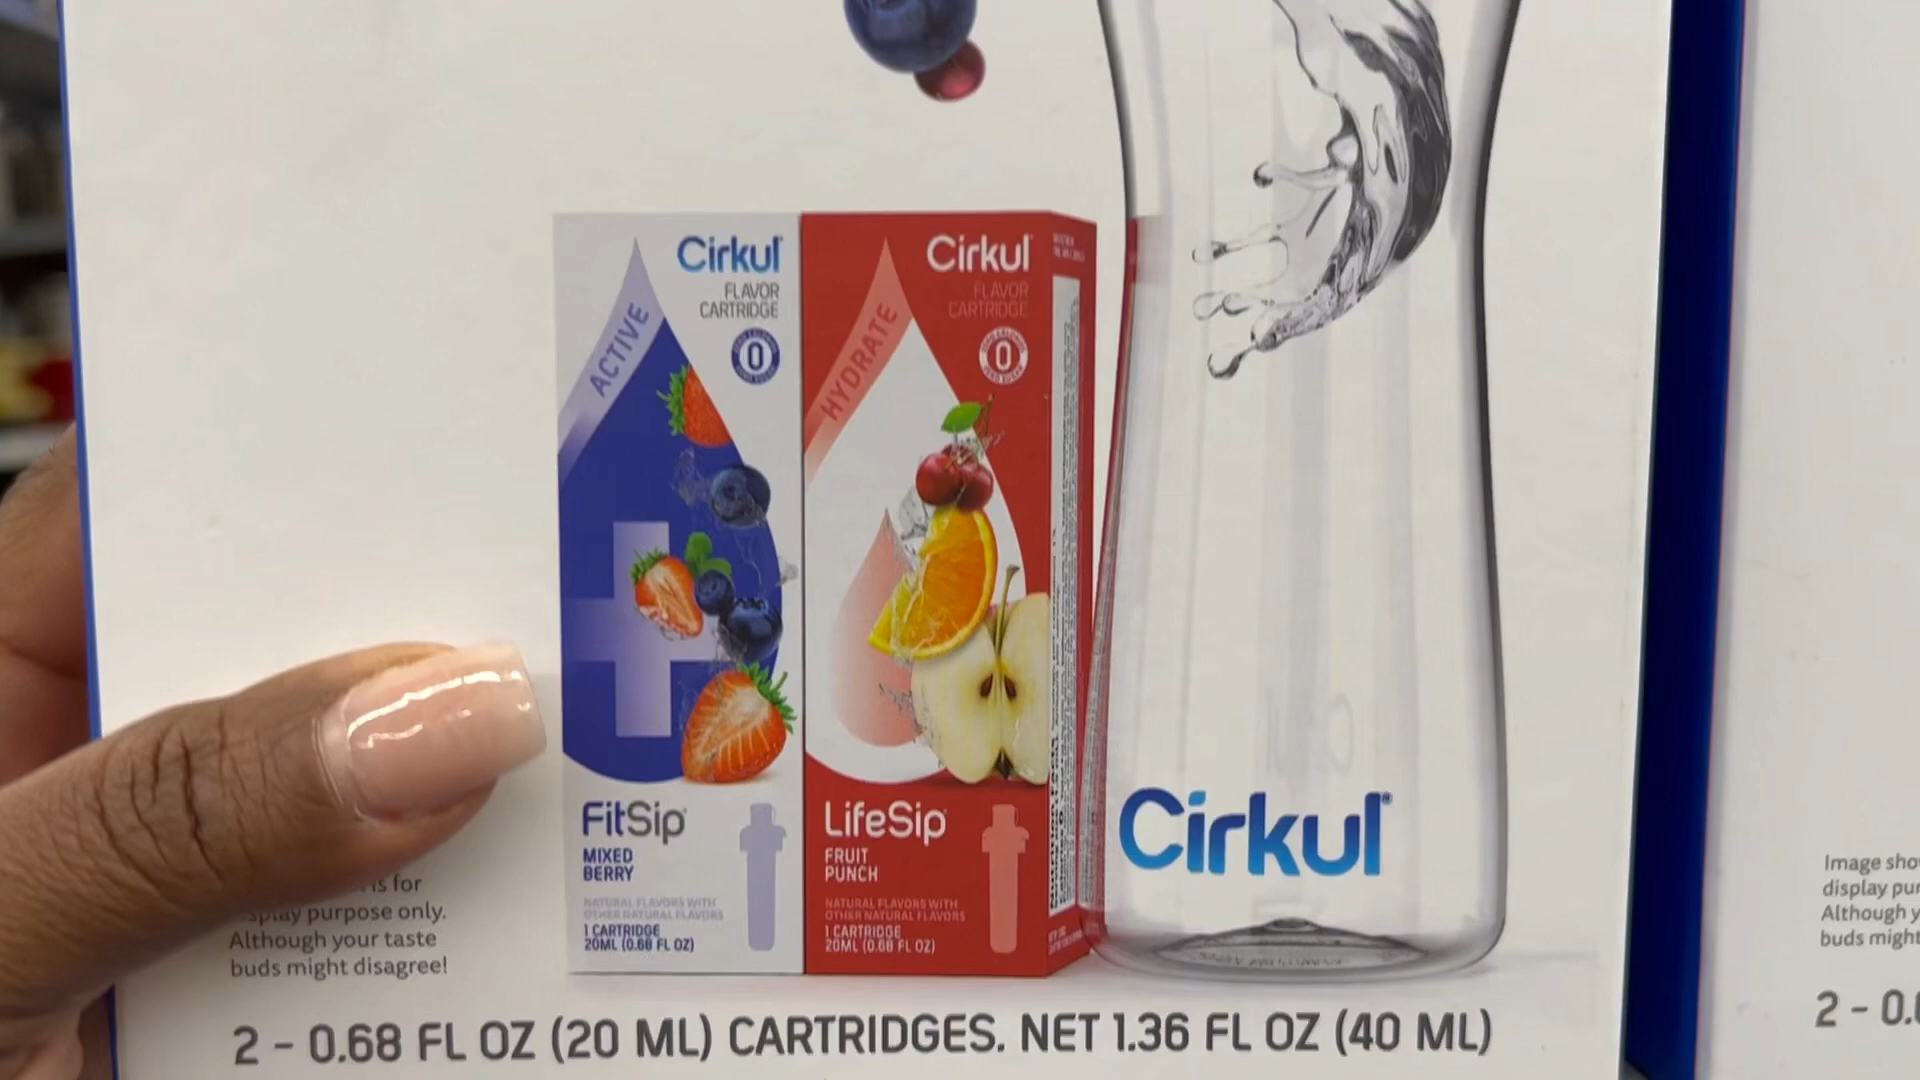 Cirkul
FLAVOR
CARTRIDGE
ACTIVE
0
FitSip
MIXED
BERRY
NATURAL FLAVORS WITH
OTHER NATURAL FLAVORS
1 CARTRIDGE
20ML (0.68 FL OZ)
Cirkul
FLAVOR
CARTRIDGE
HYDRATE
0
LifeSip
FRUIT
PUNCH
NATURAL FLAVORS WITH
OTHER NATURAL FLAVORS
1 CARTRIDGE
20ML (0.68 FL OZ)
Cirkul®
is for
purpose only.
Although your taste
buds might disagree!
2 – 0.68 FL OZ (20 ML) CARTRIDGES. NET 1.36 FL OZ (40 ML)
Image
display
Although
buds might
2 – 0.